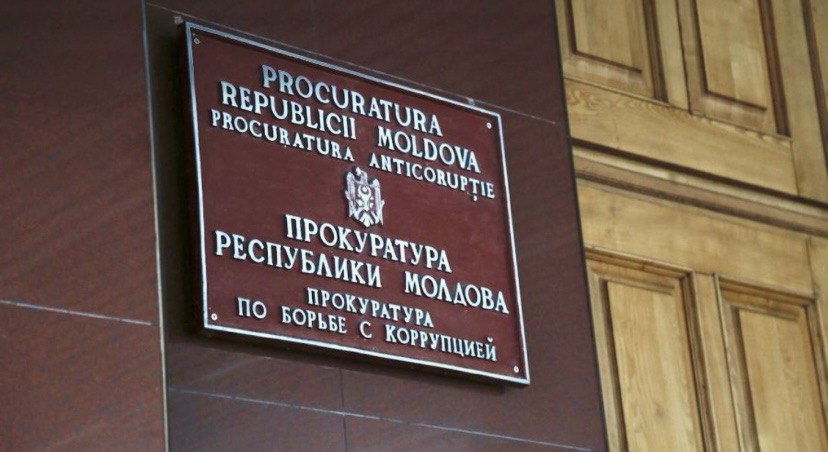 PROCURATURA
REPUBLICII MOLDOVA
PROCURATURA ANTICORUPȚIE
ПРОКУРАТУРА
РЕСПУБЛИКИ МОЛДОВА
ПРОКУРАТУРА
ПО БОРЬБЕ С КОРРУПЦИЕЙ